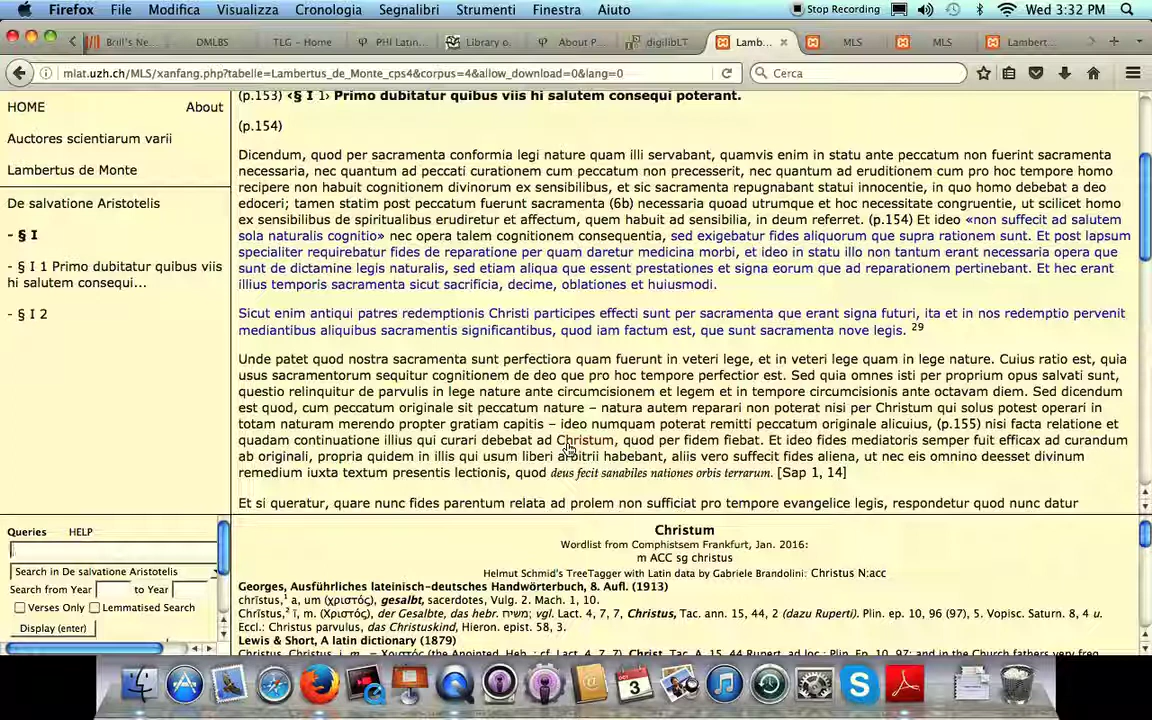 Firefox File Modifica Visualizza Cronologia Segnalibri Strumenti Finestra Aiuto Stop Recording Wed 3:32 PM
Brill's Ne... DMLBS TLG - Home PHI Latin... Library o... About P... digilibLT Lamb... MLS MLS Lambert...
mlat.uzh.ch/MLS/xanfang.php?tabelle=Lambertus_de_Monte_cps4&corpus=4&allow_download=0&lang=0 Cerca
HOME About
Auctores scientiarum varii
Lambertus de Monte
De salvatione Aristotelis
- § I
- § I 1 Primo dubitatur quibus viis
hi salutem consequi...
- § I 2
(p.153) ‹§ I 1› Primo dubitatur quibus viis hi salutem consequi poterant.
(p.154)
Dicendum, quod per sacramenta conformia legi nature quam illi servabant, quamvis enim in statu ante peccatum non fuerint sacramenta
necessaria, nec quantum ad peccati curationem cum peccatum non precesserit, nec quantum ad eruditionem cum pro hoc tempore homo
recipere non habuit cognitionem divinorum ex sensibilibus, et sic sacramenta repugnabant statui innocentie, in quo homo debebat a deo
edoceri; tamen statim post peccatum fuerunt sacramenta (6b) necessaria quoad utrumque et hoc necessitate congruentie, ut scilicet homo
ex sensibilibus de spiritualibus erudiretur et affectum, quem habuit ad sensibilia, in deum referret. (p.154) Et ideo «non suffecit ad salutem
sola naturalis cognitio» nec opera talem cognitionem consequentia, sed exigebatur fides aliquorum que supra rationem sunt. Et post lapsum
specialiter requirebatur fides de reparatione per quam daretur medicina morbi, et ideo in statu illo non tantum erant necessaria opera que
sunt de dictamine legis naturalis, sed etiam aliqua que essent prestationes et signa eorum que ad reparationem pertinebant. Et hec erant
illius temporis sacramenta sicut sacrificia, decime, oblationes et huiusmodi.
Sicut enim antiqui patres redemptionis Christi participes effecti sunt per sacramenta que erant signa futuri, ita et in nos redemptio pervenit
mediantibus aliquibus sacramentis significantibus, quod iam factum est, que sunt sacramenta nove legis. 29
Unde patet quod nostra sacramenta sunt perfectiora quam fuerunt in veteri lege, et in veteri lege quam in lege nature. Cuius ratio est, quia
usus sacramentorum sequitur cognitionem de deo que pro hoc tempore perfectior est. Sed quia omnes isti per proprium opus salvati sunt,
questio relinquitur de parvulis in lege nature ante circumcisionis et legem et in tempore circumcisionis ante octavam diem. Sed dicendum
est quod, cum peccatum originale sit peccatum nature – natura autem reparari non poterat nisi per Christum qui solus potest operari in
totam naturam merendo propter gratiam capitis – ideo numquam poterat remitti peccatum originale alicuius, (p.155) nisi facta relatione et
quadam continuatione illius qui curari debebat ad Christum, quod per fidem fiebat. Et ideo fides mediatoris semper fuit efficax ad curandum
ab originali, propria quidem in illis qui usum liberi arbitrii habebant, aliis vero suffecit fides aliena, ut nec eis omnino deesset divinum
remedium iuxta textum presentis lectionis, quod deus fecit sanabiles nationes orbis terrarum. [Sap 1, 14]
Et si queratur, quare nunc fides parentum relata ad prolem non sufficiat pro tempore evangelice legis, respondetur quod nunc datur
Queries HELP
Search in De salvatione Aristotelis
Search from Year to Year
Verses Only Lemmatised Search
Display (enter)
Christum
Wordlist from Comphistsem Frankfurt, Jan. 2016:
m ACC sg christus
Helmut Schmid's TreeTagger with Latin data by Gabriele Brandolini: Christus N:acc
Georges, Ausführliches lateinisch-deutsches Handwörterbuch, 8. Aufl. (1913)
chrīstus,¹ a, um (χριστός), gesalbt, sacerdotes, Vulg. 2. Mach. 1, 10.
Chrīstus,² ī, m. (Χριστός), der Gesalbte, das hebr. משיח; vgl. Lact. 4, 7, 7, Christus, Tac. ann. 15, 44, 2 (dazu Ruperti). Plin. ep. 10, 96 (97), 5. Vopisc. Saturn. 8, 4 u.
Eccl.: Christus parvulus, das Christuskind, Hieron. epist. 58, 3.
Lewis & Short, A latin dictionary (1879)
OCT
3